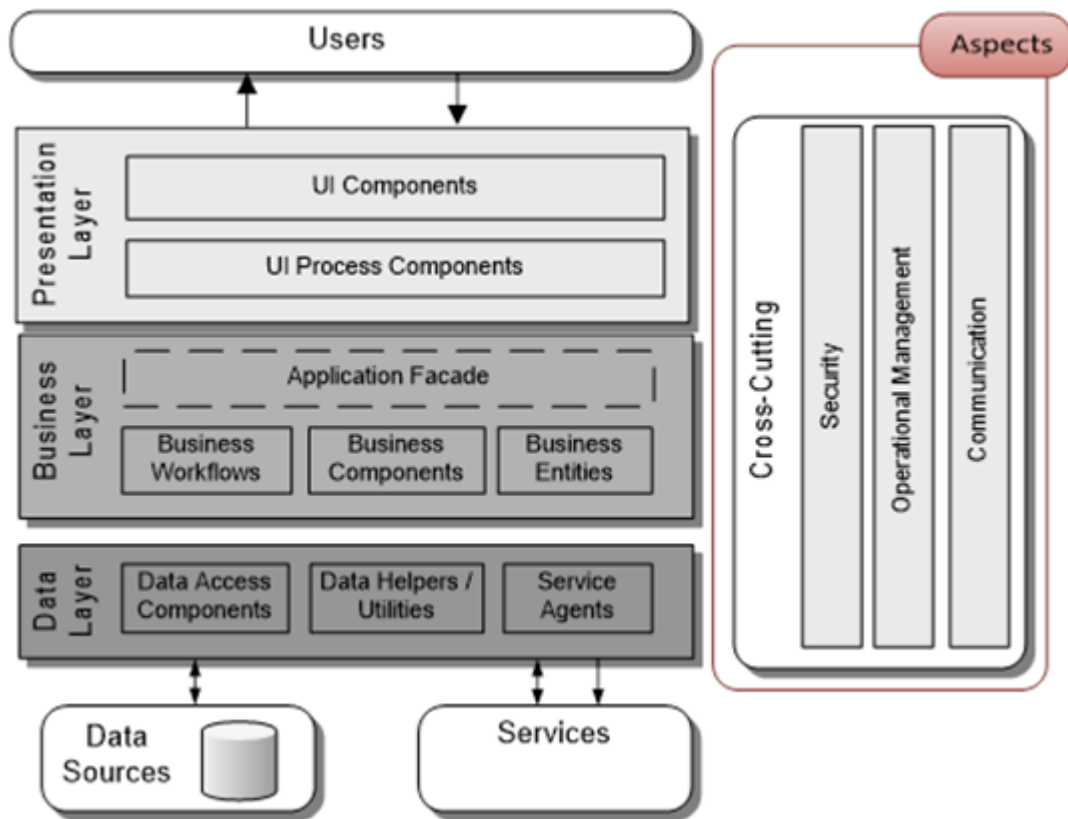 Users
Aspects
Presentation
Layer
UI Components
UI Process Components
Business
Layer
Application Facade
Business
Workflows
Business
Components
Business
Entities
Data
Layer
Data Access
Components
Data Helpers /
Utilities
Service
Agents
Data
Sources
Services
Cross-Cutting
Security
Operational Management
Communication